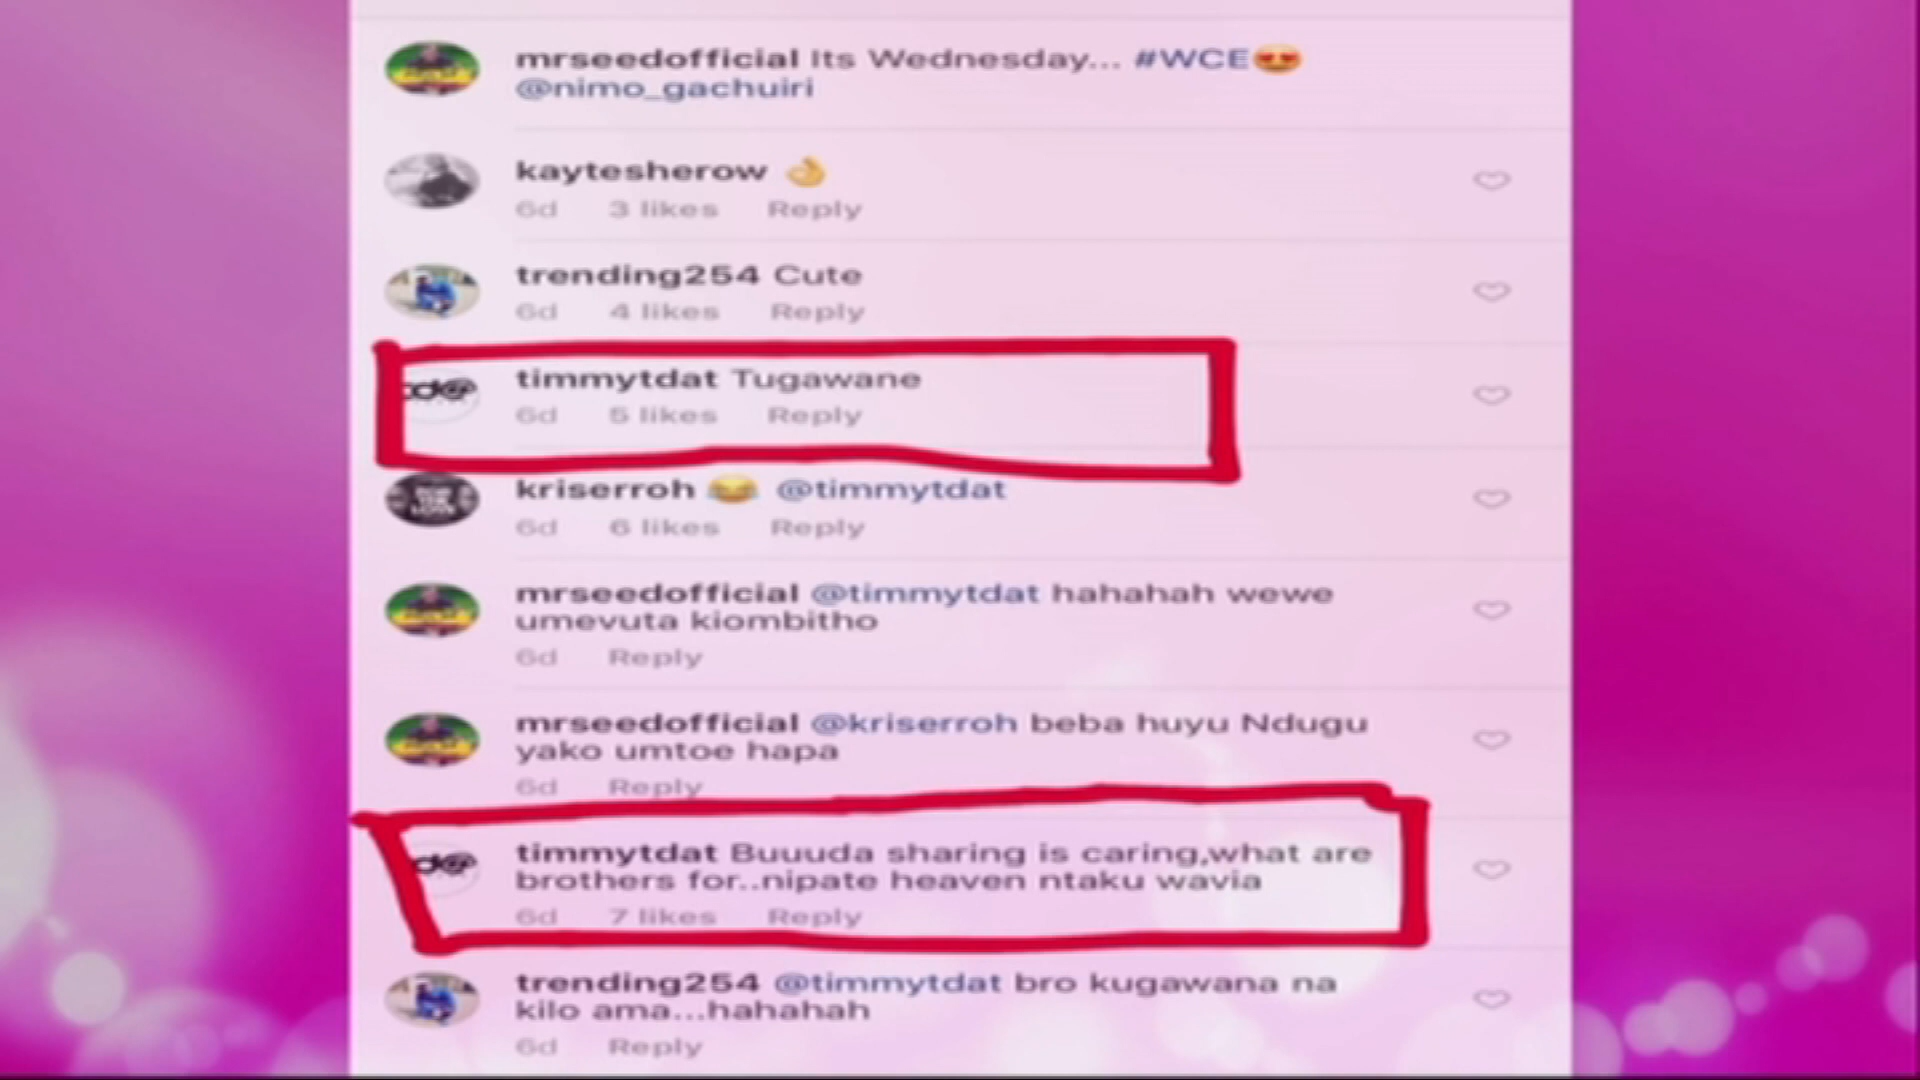 mrseedofficial Its Wednesday... #WCE😍
@nimo_gachuiri
kaytesherow 👌
6d 3 likes Reply
trending254 Cute
6d 4 likes Reply
timmytdat Tugawane
6d 5 likes Reply
kriserroh 😂 @timmytdat
6d 6 likes Reply
mrseedofficial @timmytdat hahahah wewe
umevuta kiombitho
6d Reply
mrseedofficial @kriserroh beba huyu Ndugu
yako umtoe hapa
6d Reply
timmytdat Buuuda sharing is caring,what are
brothers for..nipate heaven ntaku wavia
6d 7 likes Reply
trending254 @timmytdat bro kugawana na
kilo ama...hahahah
6d Reply